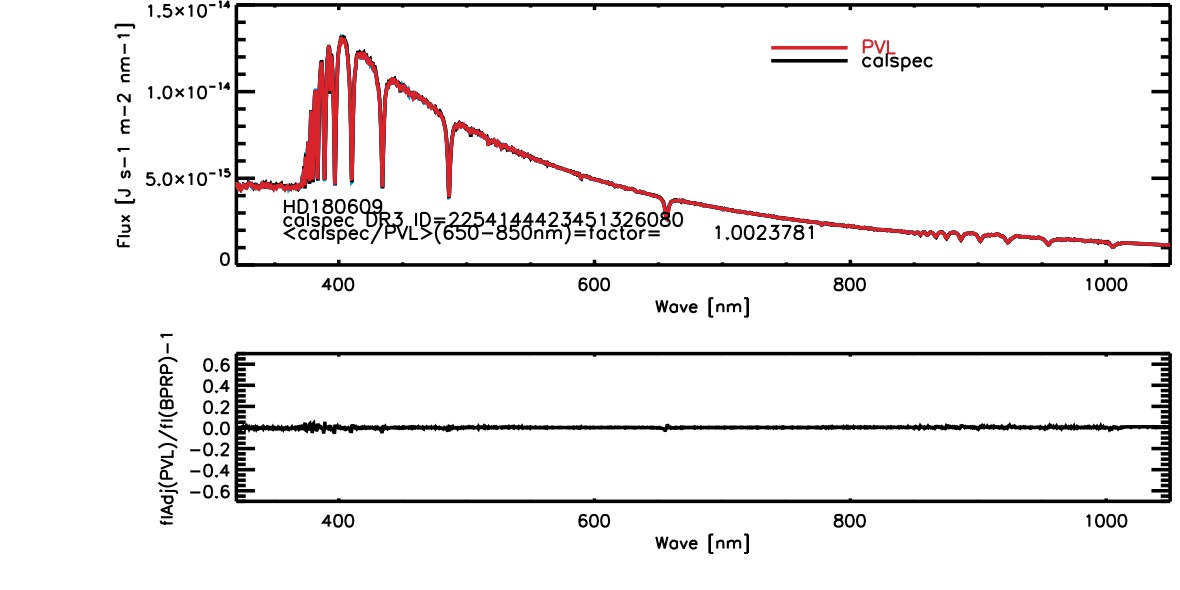 1.5×10−14
1.0×10−14
5.0×10−15
0
Flux [J s−1 m−2 nm−1]
PVL
calspec
HD180609
calspec DR3_ID=2254144423451326080
<calspec/PVL>(650−850nm)=factor= 1.0023781
400 600 800 1000
Wave [nm]
0.6
0.4
0.2
0.0
−0.2
−0.4
−0.6
flAdj(PVL)/fl(BPRP)−1
400 600 800 1000
Wave [nm]